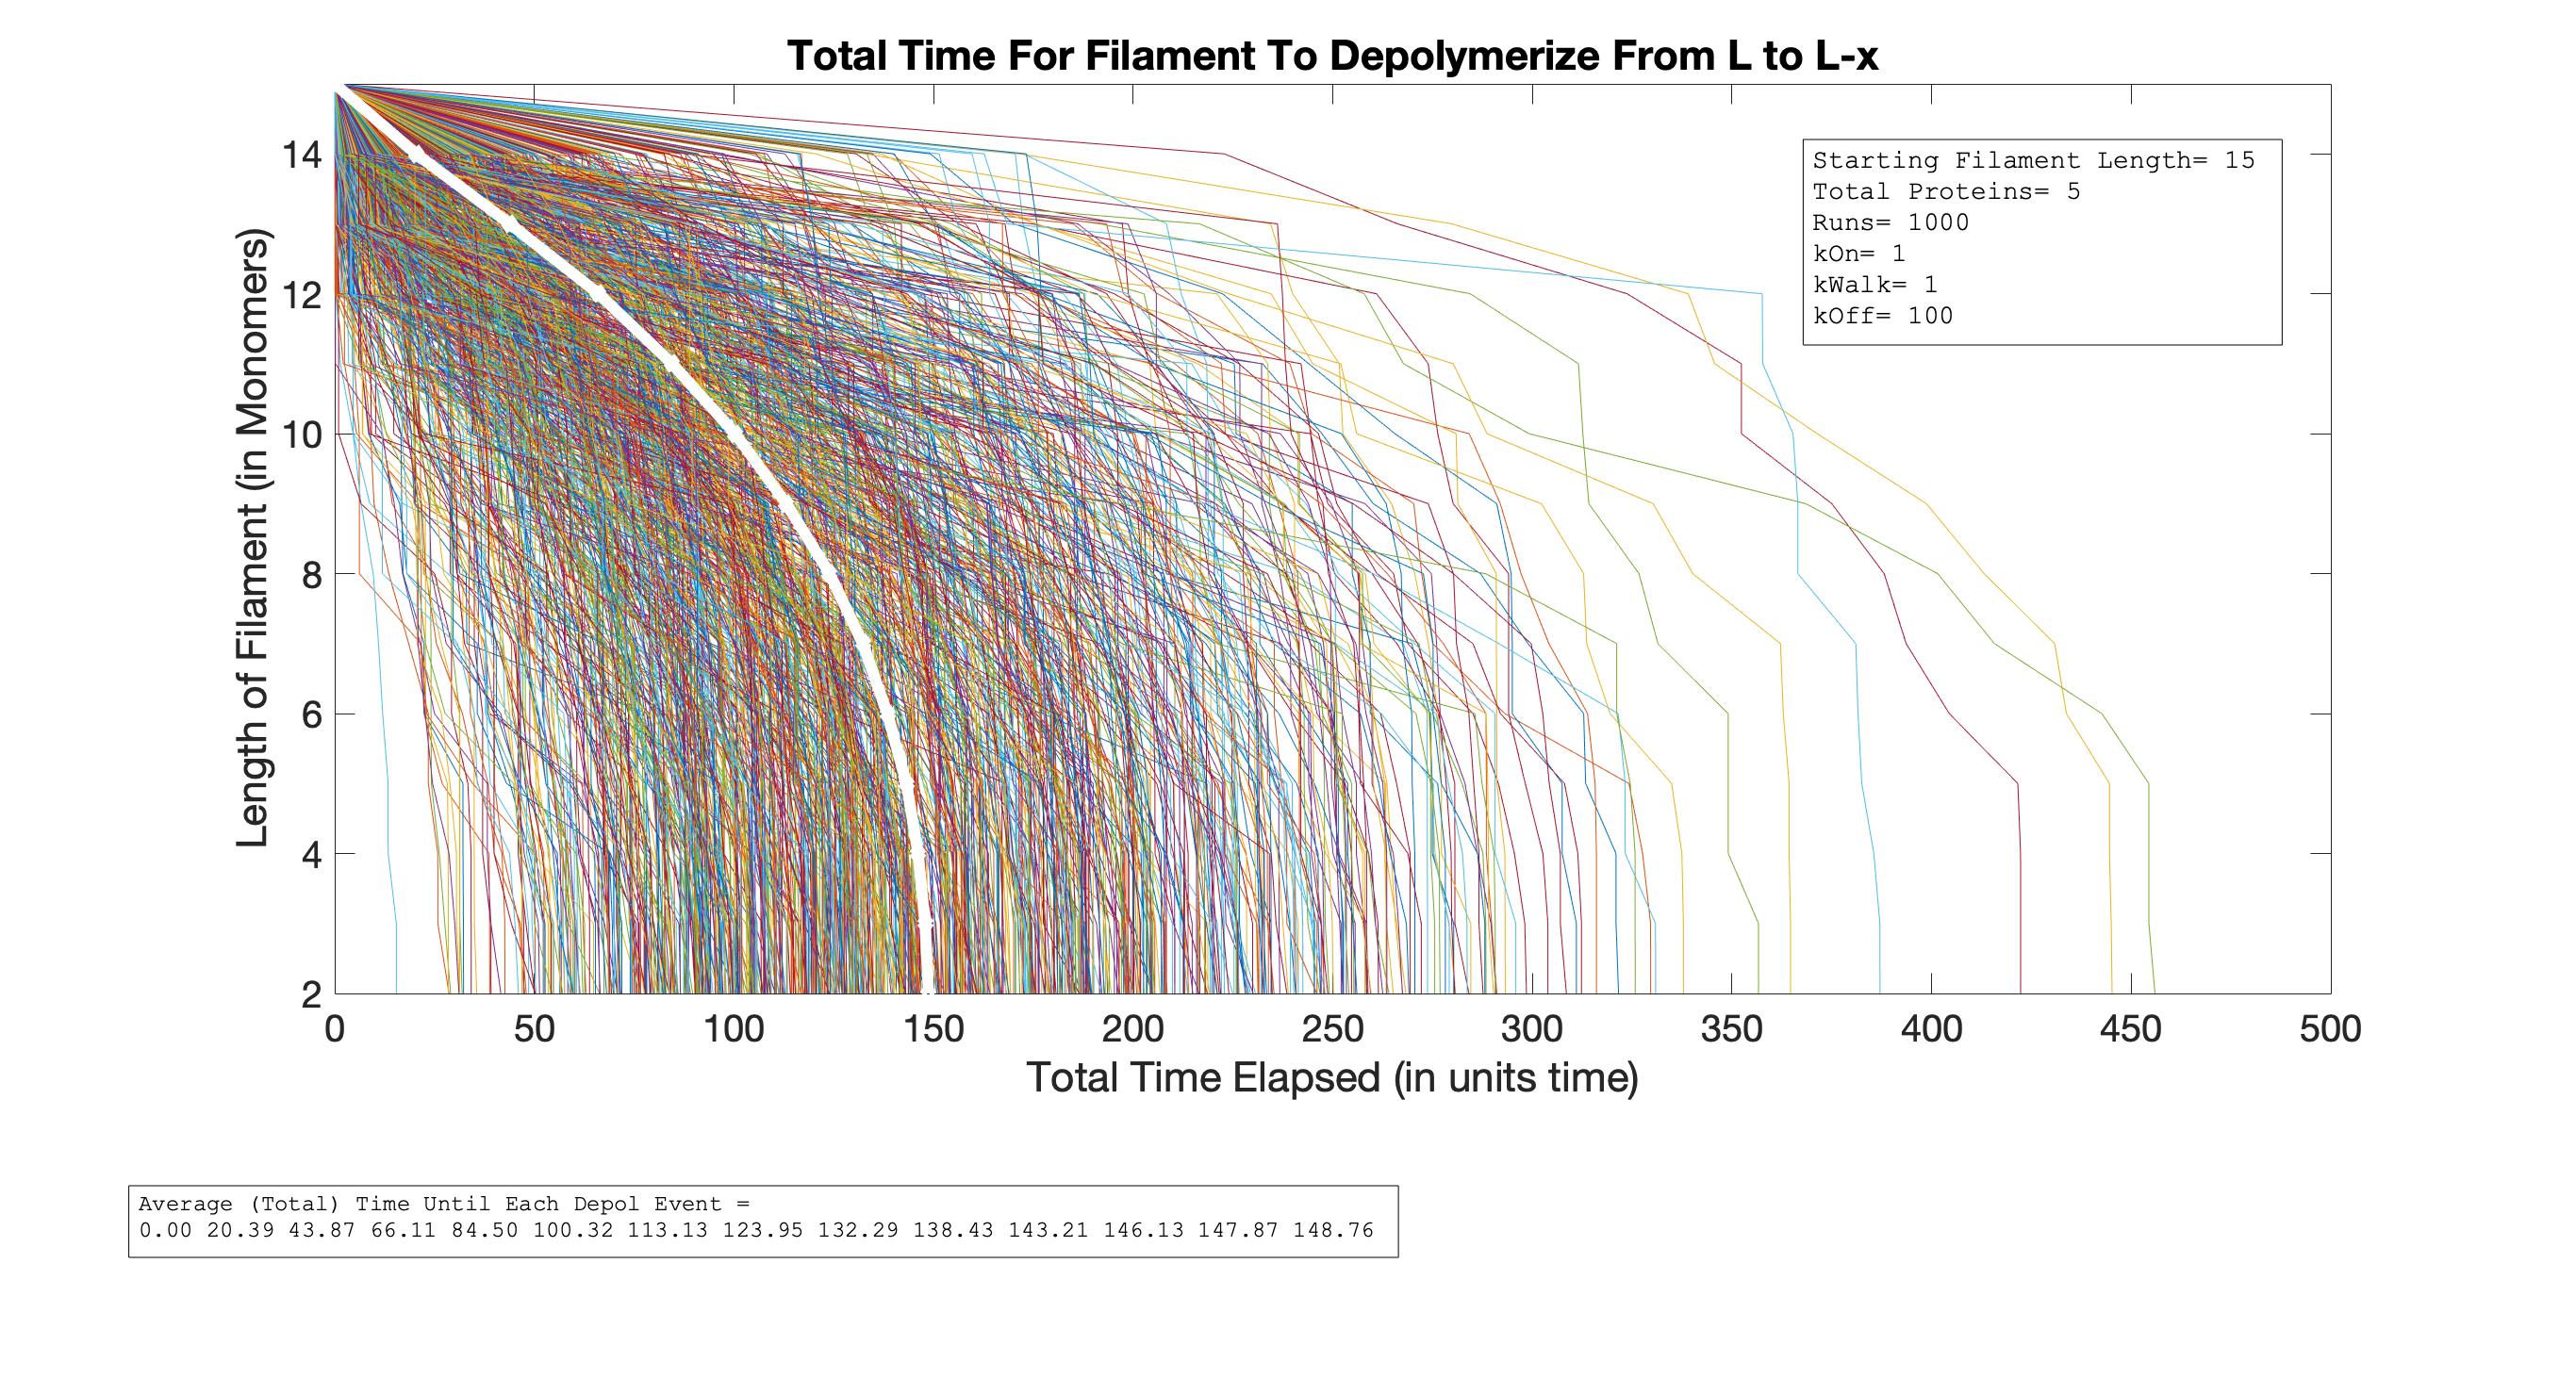 Total Time For Filament To Depolymerize From L to L-x
Length of Filament (in Monomers)
14
12
10
8
6
4
2
Starting Filament Length= 15
Total Proteins= 5
Runs= 1000
kOn= 1
kWalk= 1
kOff= 100
0 50 100 150 200 250 300 350 400 450 500
Total Time Elapsed (in units time)
Average (Total) Time Until Each Depol Event =
0.00 20.39 43.87 66.11 84.50 100.32 113.13 123.95 132.29 138.43 143.21 146.13 147.87 148.76